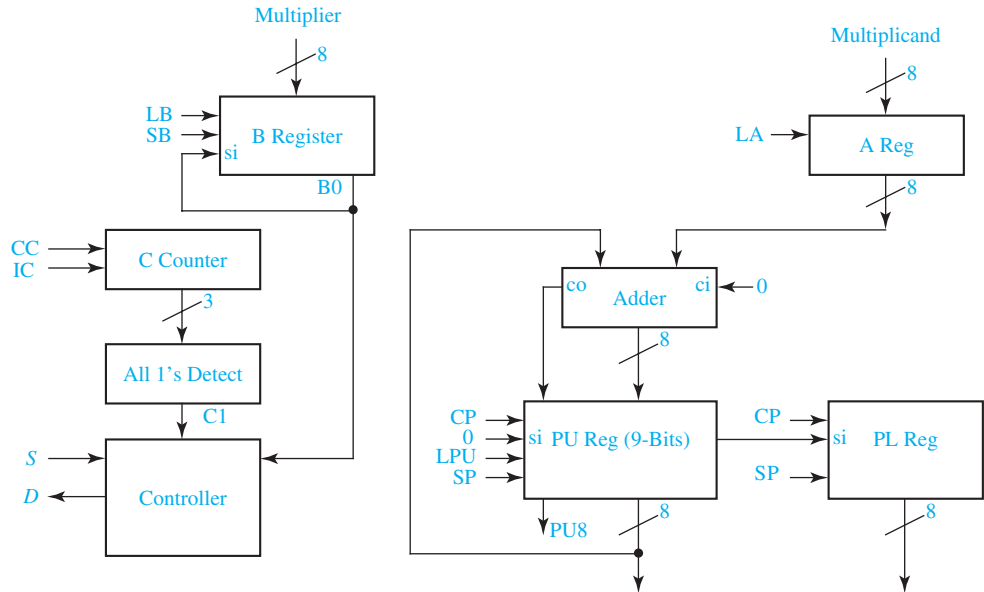 Multiplier
8
LB
SB
si
B Register
B0
CC
IC
C Counter
3
All 1's Detect
C1
S
D
Controller
Multiplicand
8
LA
A Reg
8
co
ci
0
Adder
8
CP
0
LPU
SP
si
PU Reg (9-Bits)
PU8
8
CP
si
SP
PL Reg
8